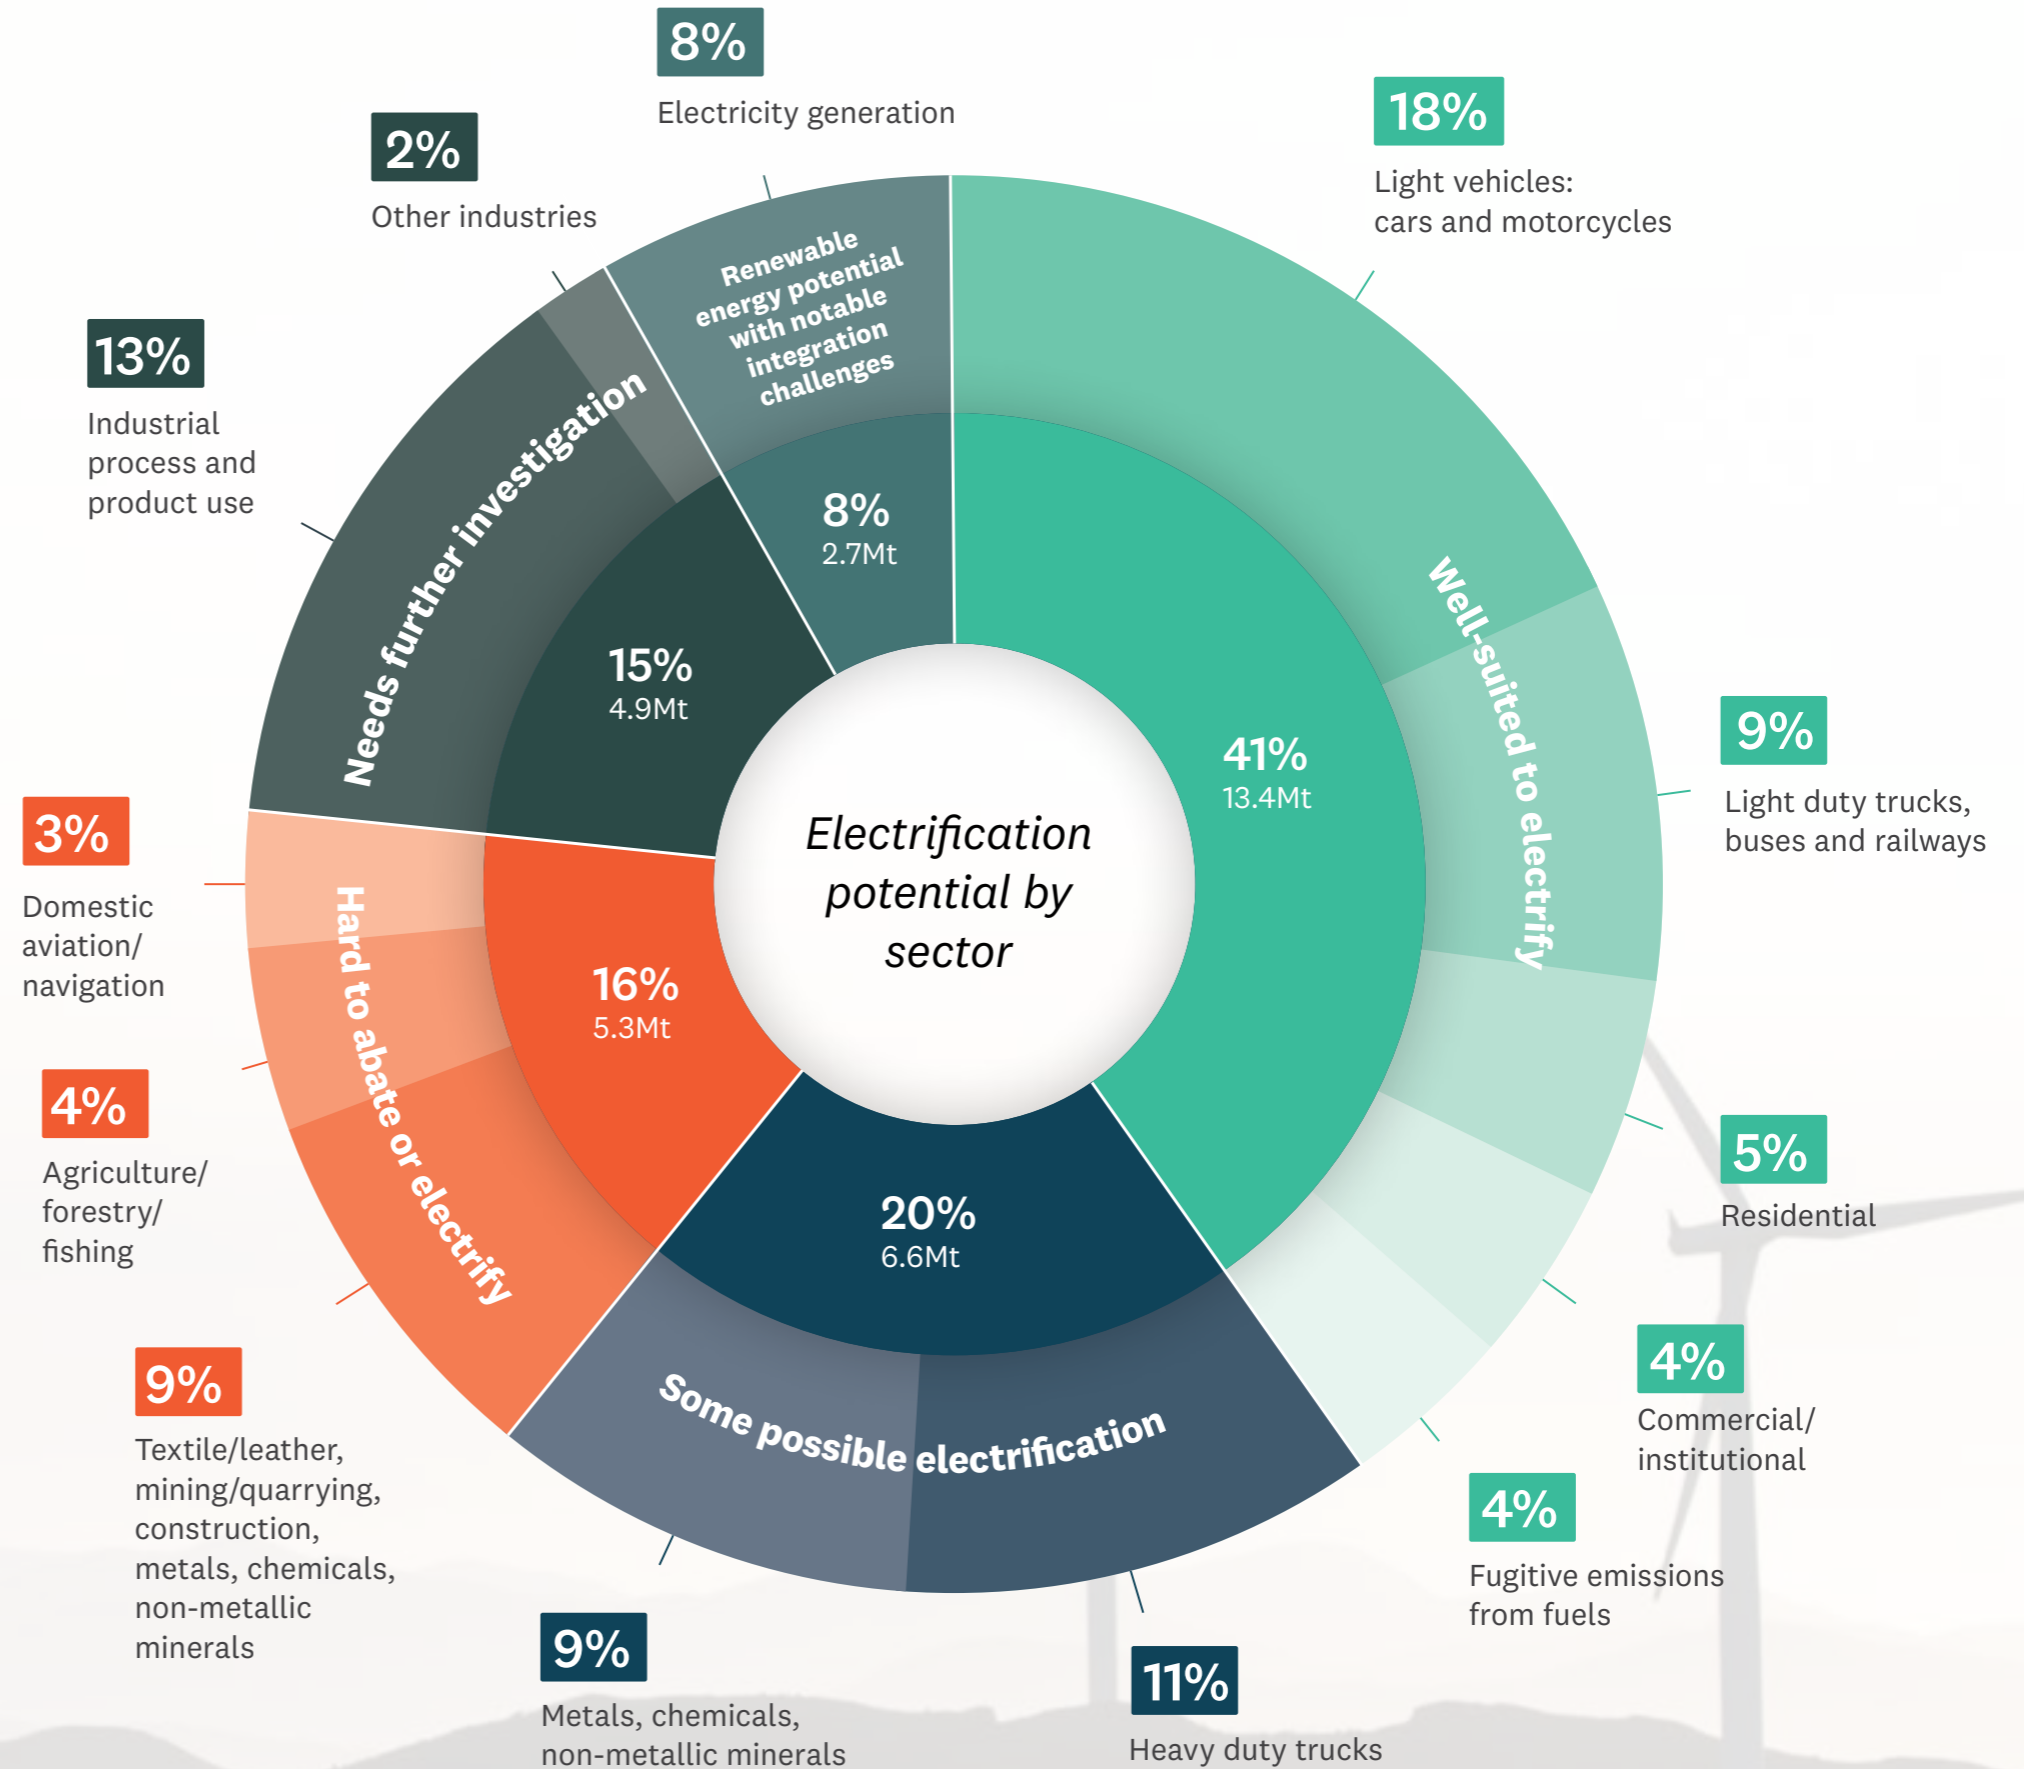 8%
Electricity generation
18%
Light vehicles:
cars and motorcycles
9%
Light duty trucks,
buses and railways
5%
Residential
4%
Commercial/
institutional
4%
Fugitive emissions
from fuels
11%
Heavy duty trucks
9%
Metals, chemicals,
non-metallic minerals
9%
Textile/leather,
mining/quarrying,
construction,
metals, chemicals,
non-metallic
minerals
4%
Agriculture/
forestry/
fishing
3%
Domestic
aviation/
navigation
13%
Industrial
process and
product use
2%
Other industries
Renewable
energy potential
with notable
integration
challenges
8%
2.7Mt
Well-suited to electrify
41%
13.4Mt
Some possible electrification
20%
6.6Mt
Hard to abate or electrify
16%
5.3Mt
Needs further investigation
15%
4.9Mt
Electrification
potential by
sector